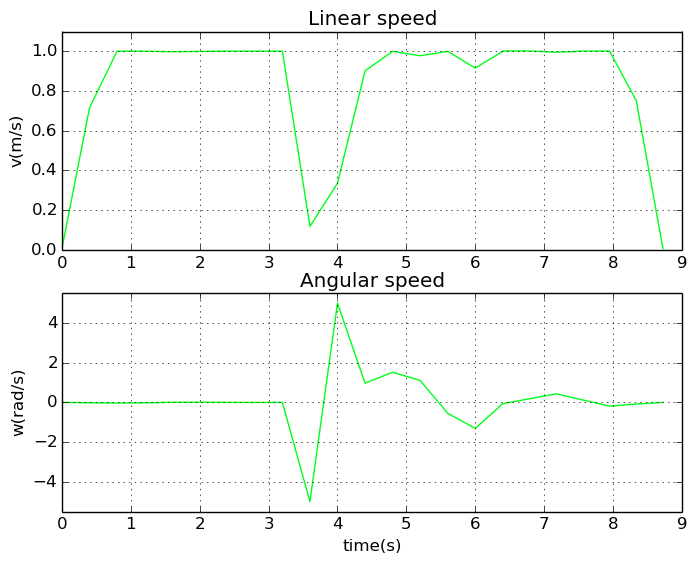 Linear speed
v(m/s)
1.0
0.8
0.6
0.4
0.2
0.0
0 1 2 3 4 5 6 7 8 9
Angular speed
w(rad/s)
4
2
0
−2
−4
0 1 2 3 4 5 6 7 8 9
time(s)